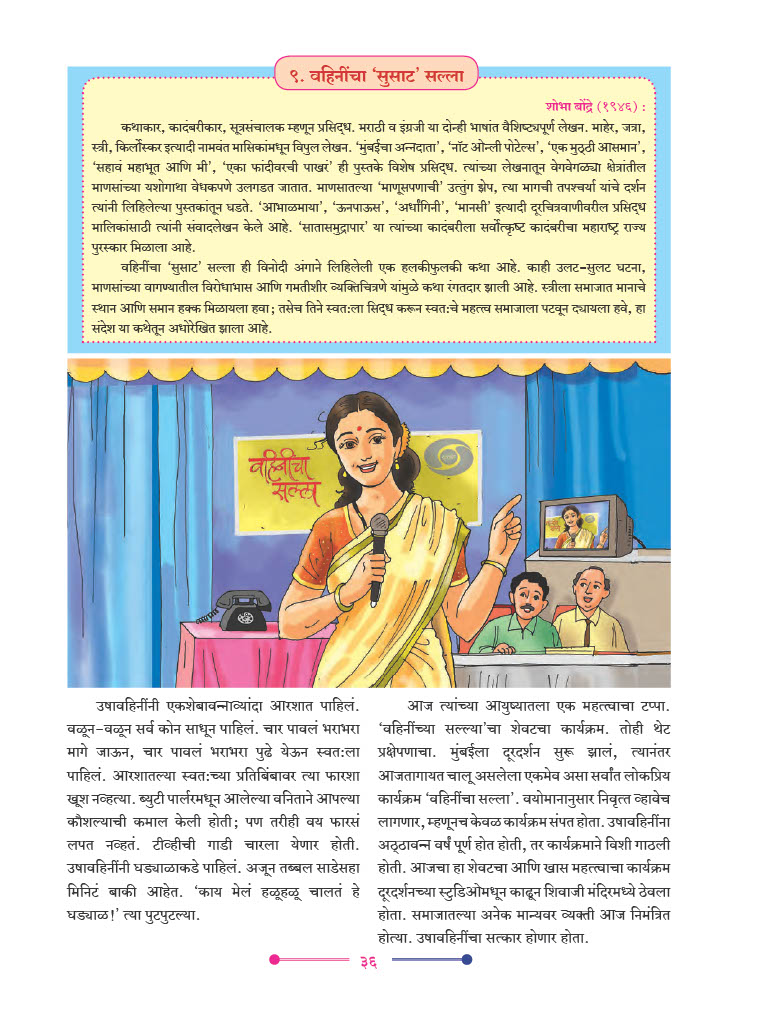 ९. वहिनींचा ‘सुसाट’ सल्ला
शोभा बोंद्रे (१९४६) :
कथाकार, कादंबरीकार, सूत्रसंचालक म्हणून प्रसिद्ध. मराठी व इंग्रजी या दोन्ही भाषांत वैशिष्ट्यपूर्ण लेखन. माहेर, जत्रा,
स्त्री, किर्लोस्कर इत्यादी नामवंत मासिकांमधून विपुल लेखन. ‘मुंबईचा अन्नदाता’, ‘नॉट ओन्ली पोटेल्स’, ‘एक मुठ्ठी आसमान’,
‘सहावं महाभूत आणि मी’, ‘एका फांदीवरची पाखरं’ ही पुस्तके विशेष प्रसिद्ध. त्यांच्या लेखनातून वेगवेगळ्या क्षेत्रांतील
माणसांच्या यशोगाथा वेधकपणे उलगडत जातात. माणसातल्या ‘माणूसपणाची’ उत्तुंग झेप, त्या मागची तपश्चर्या यांचे दर्शन
त्यांनी लिहिलेल्या पुस्तकांतून घडते. ‘आभाळमाया’, ‘ऊनपाऊस’, ‘अर्धांगिनी’, ‘मानसी’ इत्यादी दूरचित्रवाणीवरील प्रसिद्ध
मालिकांसाठी त्यांनी संवादलेखन केले आहे. ‘सातासमुद्रापार’ या त्यांच्या कादंबरीला सर्वोत्कृष्ट कादंबरीचा महाराष्ट्र राज्य
पुरस्कार मिळाला आहे.
वहिनींचा ‘सुसाट’ सल्ला ही विनोदी अंगाने लिहिलेली एक हलकीफुलकी कथा आहे. काही उलट-सुलट घटना,
माणसांच्या वागण्यातील विरोधाभास आणि गमतीशीर व्यक्तिचित्रणे यांमुळे कथा रंगतदार झाली आहे. स्त्रीला समाजात मानाचे
स्थान आणि समान हक्क मिळायला हवा; तसेच तिने स्वत:ला सिद्ध करून स्वत:चे महत्त्व समाजाला पटवून द्यायला हवे, हा
संदेश या कथेतून अधोरेखित झाला आहे.
वहिनींचा
सल्ला
उषावहिनींनी एकशेबावन्नाव्यांदा आरशात पाहिलं.
वळून-वळून सर्व कोन साधून पाहिलं. चार पावलं भराभरा
मागे जाऊन, चार पावलं भराभरा पुढे येऊन स्वत:ला
पाहिलं. आरशातल्या स्वत:च्या प्रतिबिंबावर त्या फारशा
खूश नव्हत्या. ब्युटी पार्लरमधून आलेल्या वनिताने आपल्या
कौशल्याची कमाल केली होती; पण तरीही वय फारसं
लपत नव्हतं. टीव्हीची गाडी चारला येणार होती.
उषावहिनींनी घड्याळाकडे पाहिलं. अजून तब्बल साडेसहा
मिनिटं बाकी आहेत. ‘काय मेलं हळूहळू चालतं हे
घड्याळ!’ त्या पुटपुटल्या.
आज त्यांच्या आयुष्यातला एक महत्त्वाचा टप्पा.
‘वहिनींच्या सल्ल्या’चा शेवटचा कार्यक्रम. तोही थेट
प्रक्षेपणाचा. मुंबईला दूरदर्शन सुरू झालं, त्यानंतर
आजतागायत चालू असलेला एकमेव असा सर्वांत लोकप्रिय
कार्यक्रम ‘वहिनींचा सल्ला’. वयोमानानुसार निवृत्त व्हावेच
लागणार, म्हणूनच केवळ कार्यक्रम संपत होता. उषावहिनींना
अठ्ठावन्न वर्षं पूर्ण होत होती, तर कार्यक्रमाने विशी गाठली
होती. आजचा हा शेवटचा आणि खास महत्त्वाचा कार्यक्रम
दूरदर्शनच्या स्टुडिओमधून काढून शिवाजी मंदिरमध्ये ठेवला
होता. समाजातल्या अनेक मान्यवर व्यक्ती आज निमंत्रित
होत्या. उषावहिनींचा सत्कार होणार होता.
३६